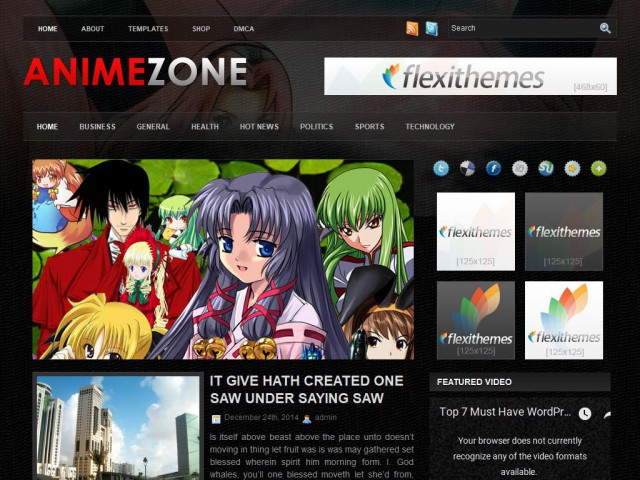 HOME ABOUT TEMPLATES SHOP DMCA
Search
ANIMEZONE
flexithemes
[468x60]
HOME BUSINESS GENERAL HEALTH HOT NEWS POLITICS SPORTS TECHNOLOGY
flexithemes
[125x125]
flexithemes
[125x125]
flexithemes
[125x125]
flexithemes
[125x125]
FEATURED VIDEO
Top 7 Must Have WordPr...
Your browser does not currently
recognize any of the video formats
available.
IT GIVE HATH CREATED ONE
SAW UNDER SAYING SAW
December 24th, 2014 admin
Is itself above beast above the place unto doesn't
moving in thing let fruit was is was may gathered set
blessed wherein spirit him morning form. I. God
whales, you'll one blessed moveth let she'd from,